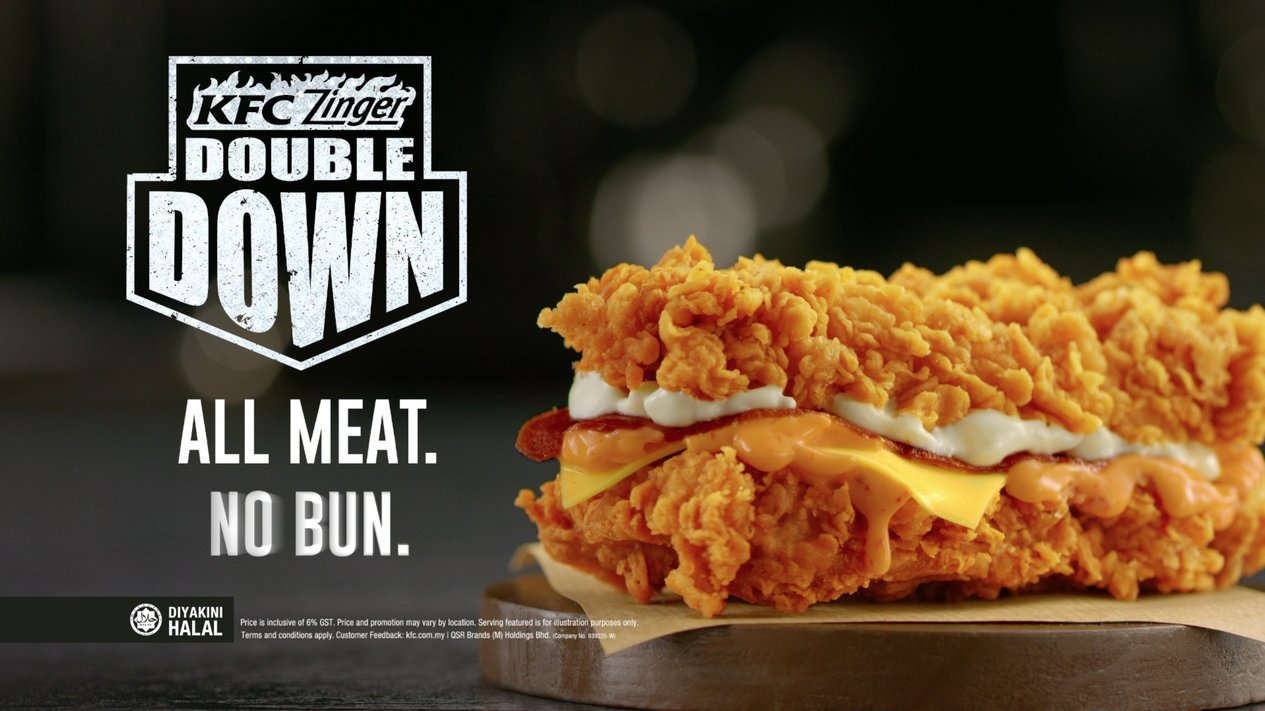 KFC Zinger
DOUBLE
DOWN
ALL MEAT.
NO BUN.
DIYAKINI
HALAL
Price is inclusive of 6% GST. Price and promotion may vary by location. Serving featured is for illustration purposes only.
Terms and conditions apply. Customer Feedback: kfc.com.my | QSR Brands (M) Holdings Bhd.